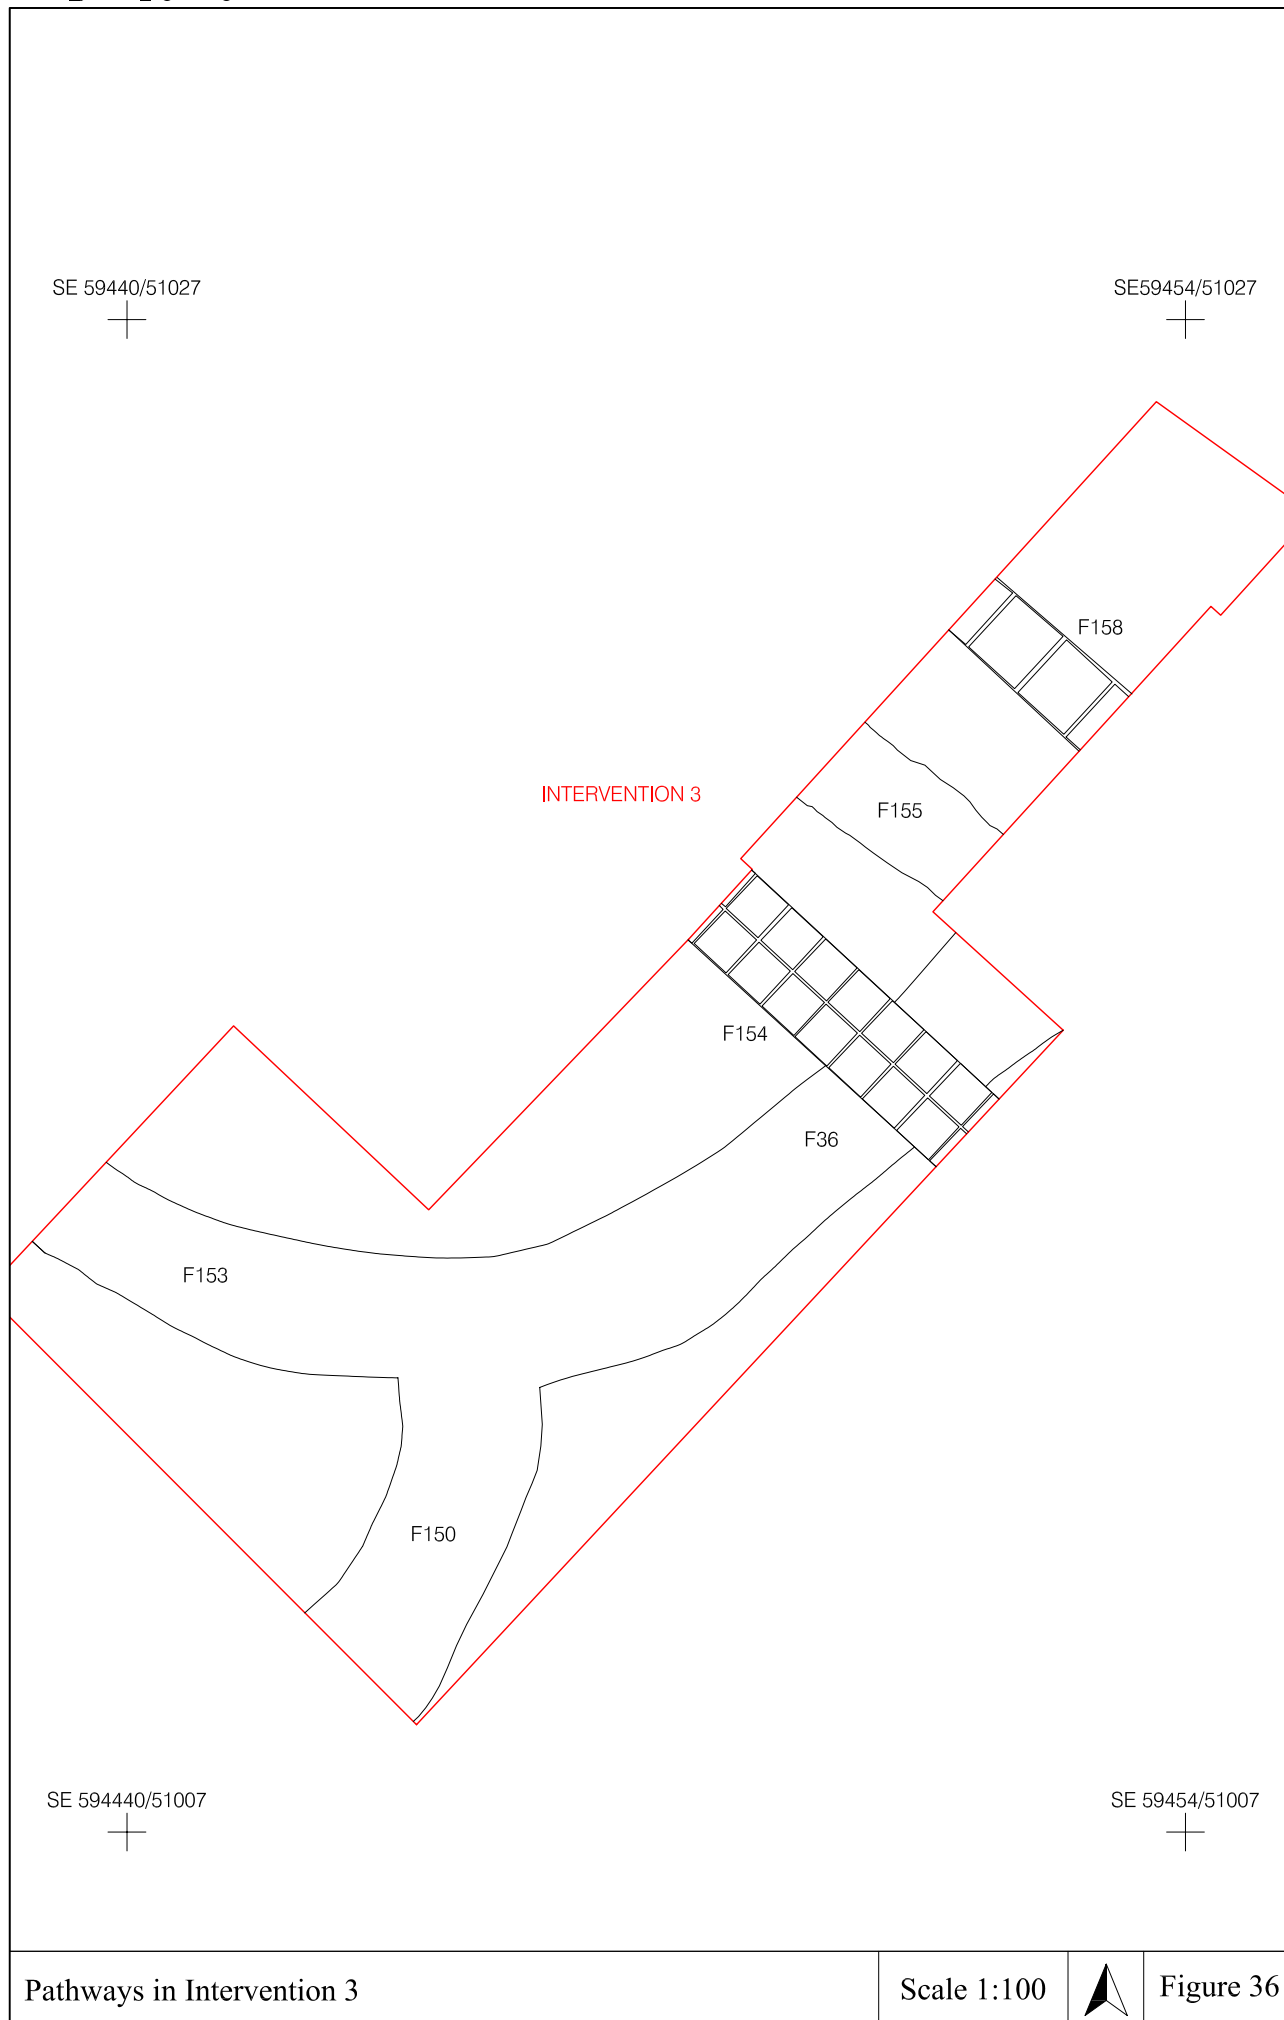 SE 59440/51027
SE59454/51027
F158
INTERVENTION 3
F155
F154
F36
F153
F150
SE 594440/51007
SE 59454/51007
Pathways in Intervention 3
Scale 1:100
Figure 36